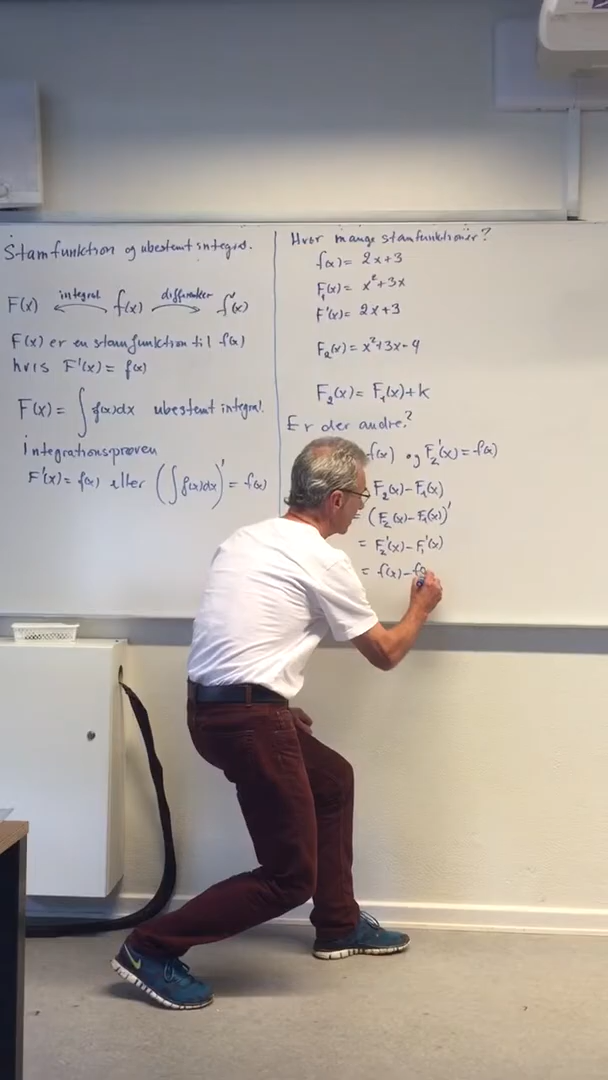 Stamfunktion og ubestemt integral.
F(x) integral f(x) differentier f'(x)
F(x) er en stamfunktion til f(x)
hvis F'(x) = f(x)
F(x) = ∫ f(x)dx ubestemt integral.
integrationsprøven
F'(x) = f(x) eller (∫ f(x)dx)' = f(x)
Hvor mange stamfunktioner?
f(x) = 2x+3
F₁(x) = x²+3x
F'(x) = 2x+3
F₂(x) = x²+3x-4
F₂(x) = F₁(x)+k
Er der andre?
f(x) og F₂'(x) = f(x)
F₂(x)-F₁(x)
= (F₂(x)-F₁(x))'
= F₂'(x)-F₁'(x)
= f(x)-f(